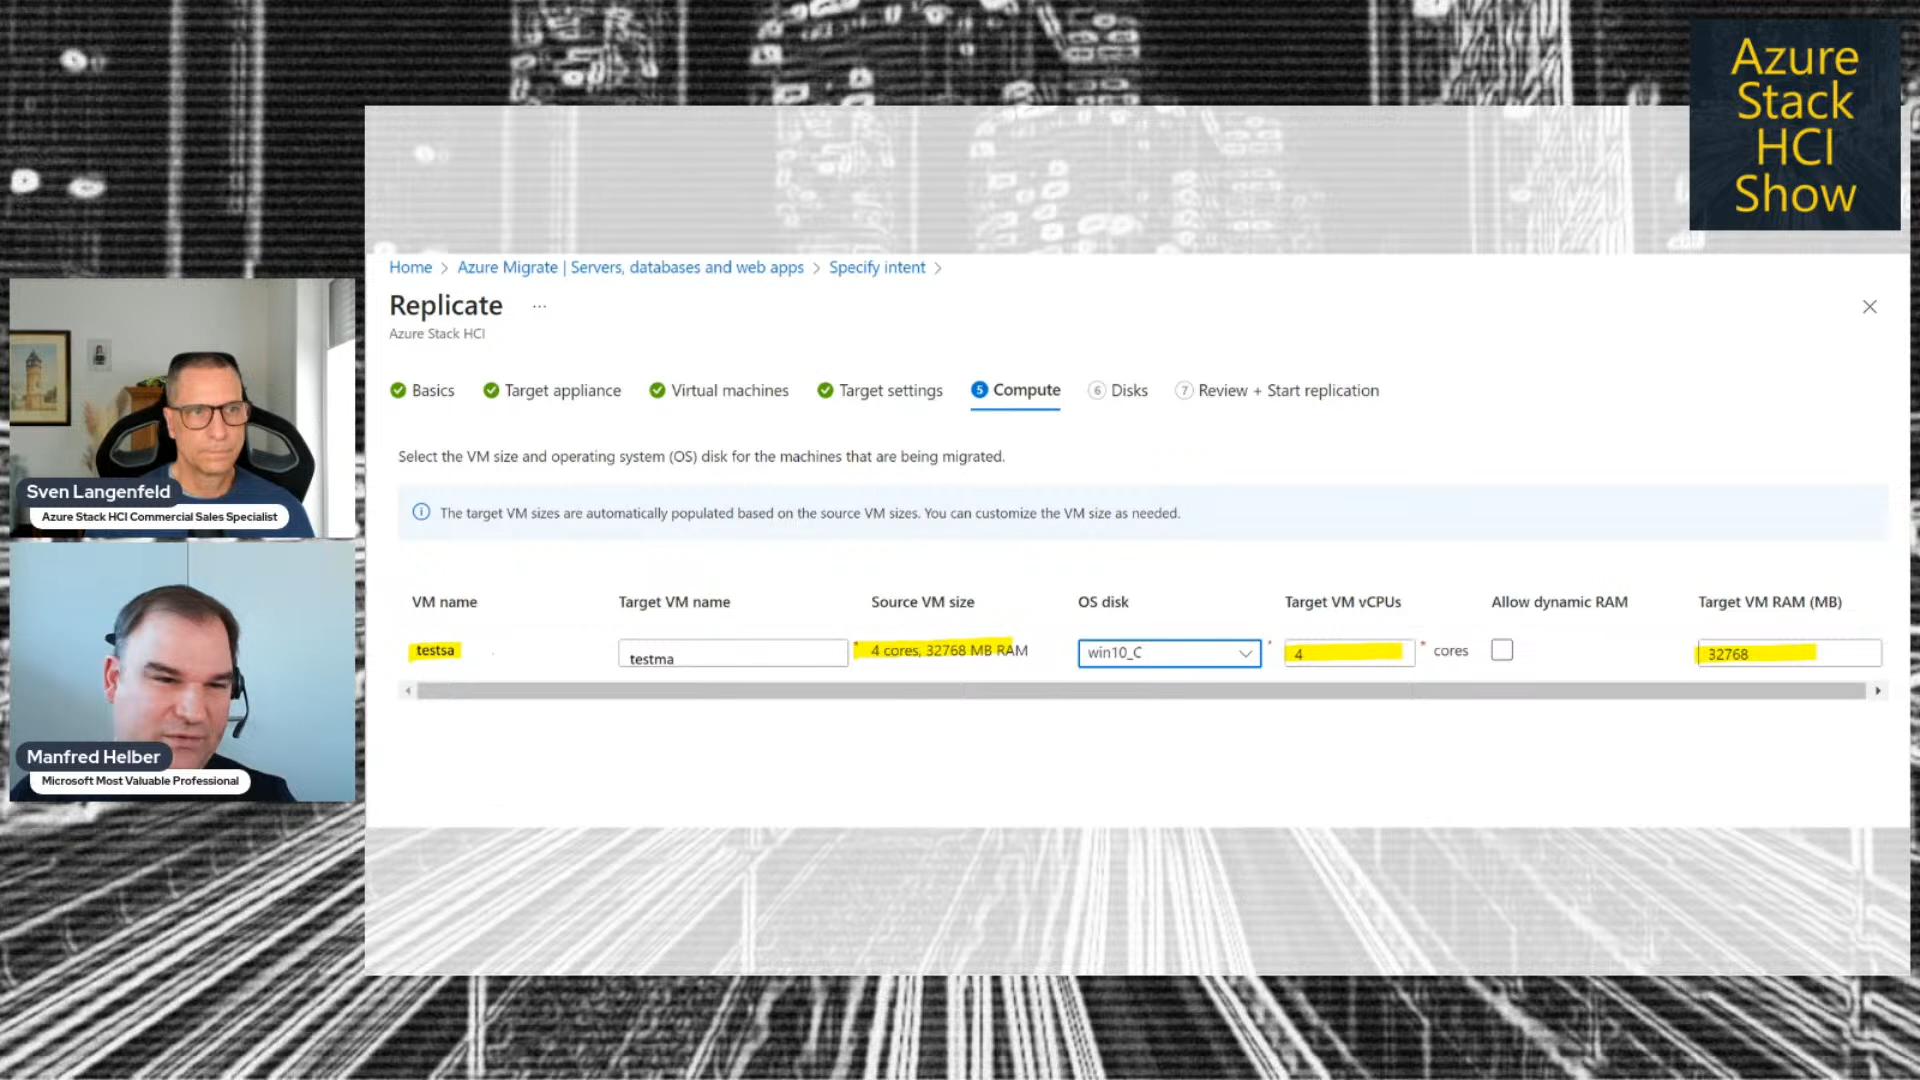 Azure
Stack
HCI
Show
Home > Azure Migrate | Servers, databases and web apps > Specify intent >
Replicate ...
Azure Stack HCI
Basics Target appliance Virtual machines Target settings 5 Compute 6 Disks 7 Review + Start replication
Select the VM size and operating system (OS) disk for the machines that are being migrated.
The target VM sizes are automatically populated based on the source VM sizes. You can customize the VM size as needed.
VM name Target VM name Source VM size OS disk Target VM vCPUs Allow dynamic RAM Target VM RAM (MB)
testsa testma * 4 cores, 32768 MB RAM win10_C * 4 * cores 32768
Sven Langenfeld
Azure Stack HCI Commercial Sales Specialist
Manfred Helber
Microsoft Most Valuable Professional